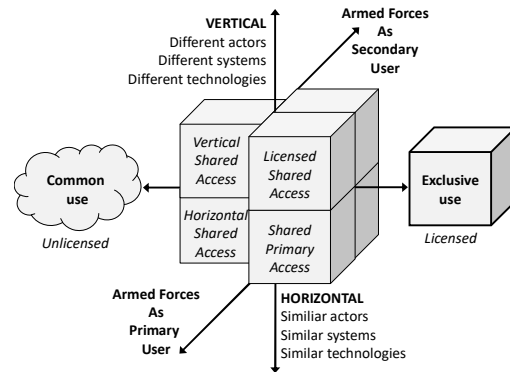 VERTICAL
Different actors
Different systems
Different technologies
Armed Forces
As
Secondary
User
Vertical
Shared
Access
Licensed
Shared
Access
Common
use
Unlicensed
Exclusive
use
Licensed
Horizontal
Shared
Access
Shared
Primary
Access
Armed Forces
As
Primary
User
HORIZONTAL
Similiar actors
Similar systems
Similar technologies